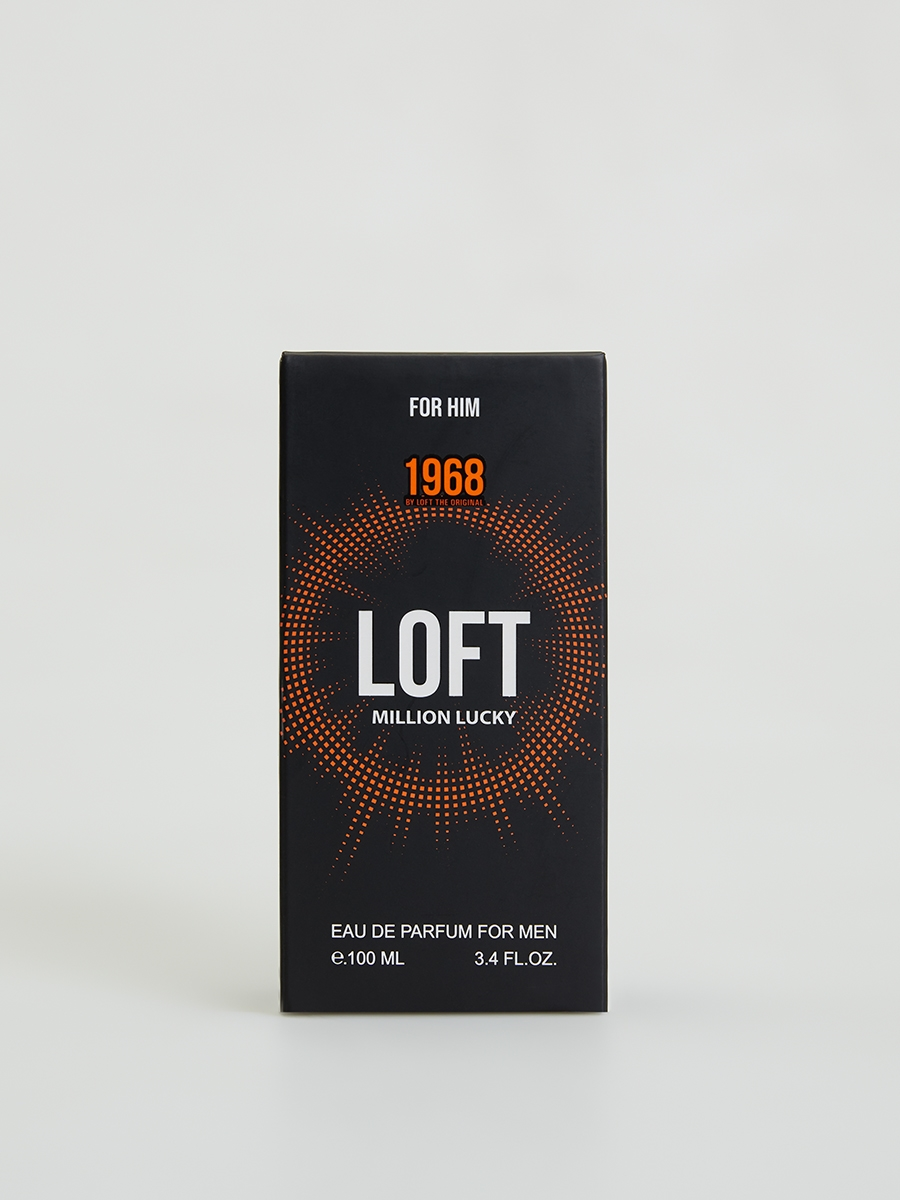 FOR HIM
1968
BY LOFT THE ORIGINAL
LOFT
MILLION LUCKY
EAU DE PARFUM FOR MEN
℮.100 ML 3.4 FL.OZ.